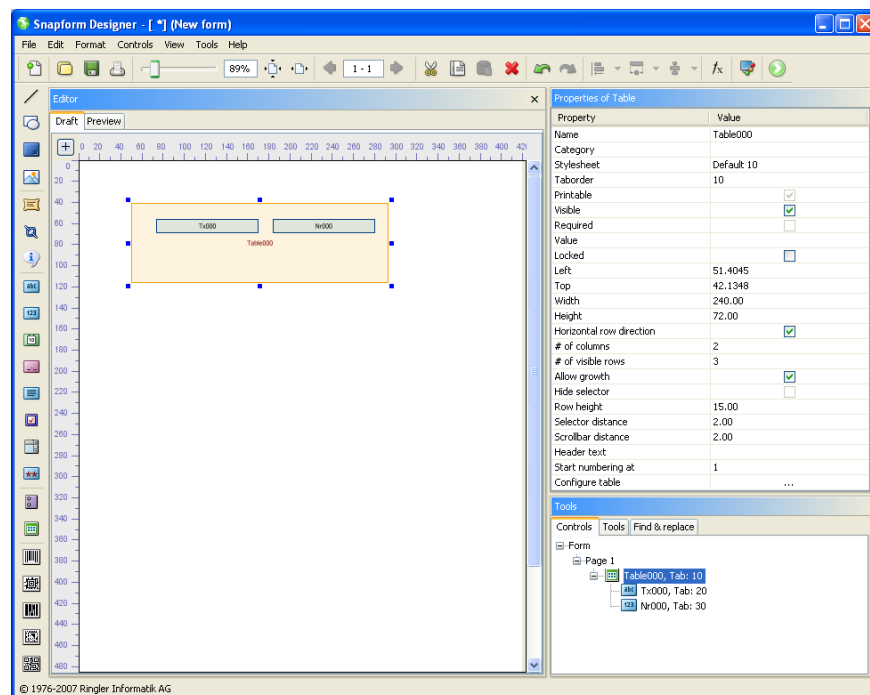 Snapform Designer - [ *] (New form)
File Edit Format Controls View Tools Help
89% 1 - 1 fx
Editor
Draft Preview
0 20 40 60 80 100 120 140 160 180 200 220 240 260 280 300 320 340 360 380 400 42
0
20
40
60
80
100
120
140
160
180
200
220
240
260
280
300
320
340
360
380
400
420
440
460
480
Tx000 Nr000
Table000
abc
123
10
Properties of Table
Property Value
Name Table000
Category
Stylesheet Default 10
Taborder 10
Printable
Visible
Required
Value
Locked
Left 51.4045
Top 42.1348
Width 240.00
Height 72.00
Horizontal row direction
# of columns 2
# of visible rows 3
Allow growth
Hide selector
Row height 15.00
Selector distance 2.00
Scrollbar distance 2.00
Header text
Start numbering at 1
Configure table ...
Tools
Controls Tools Find & replace
Form
Page 1
Table000, Tab: 10
abc Tx000, Tab: 20
123 Nr000, Tab: 30
© 1976-2007 Ringler Informatik AG